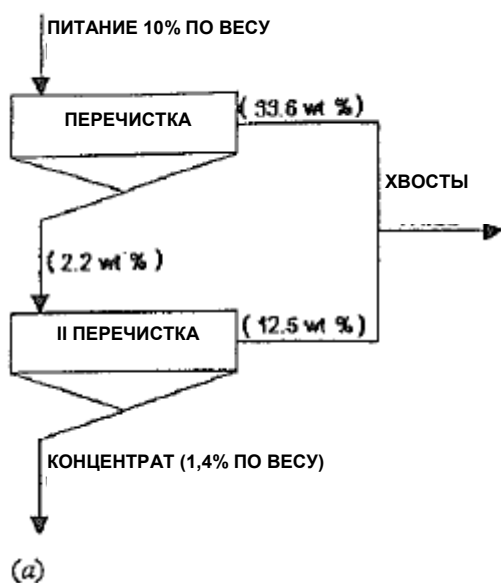 ПИТАНИЕ 10% ПО ВЕСУ
ПЕРЕЧИСТКА
(33.6 wt %)
ХВОСТЫ
(2.2 wt %)
II ПЕРЕЧИСТКА
(12.5 wt %)
КОНЦЕНТРАТ (1,4% ПО ВЕСУ)
(a)